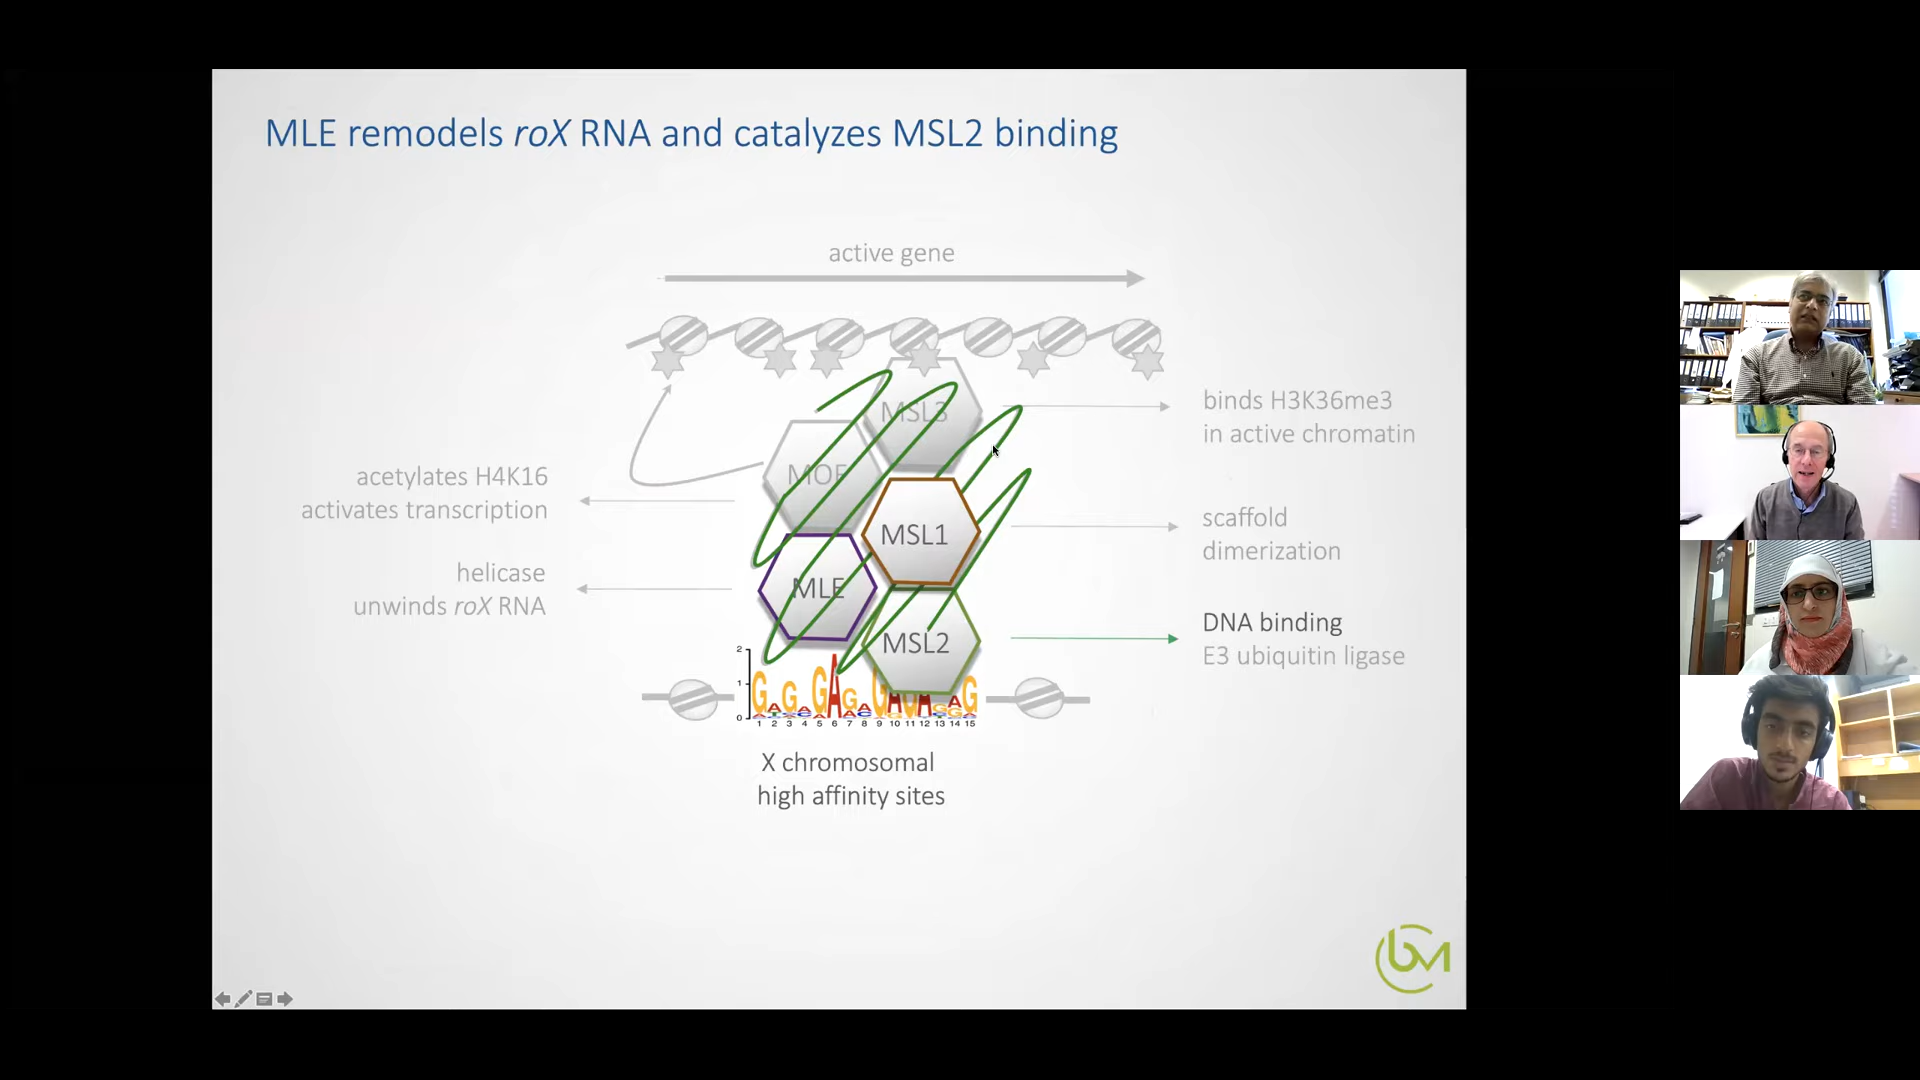 MLE remodels roX RNA and catalyzes MSL2 binding
active gene
MSL3
binds H3K36me3
in active chromatin
MOF
acetylates H4K16
activates transcription
MSL1
scaffold
dimerization
MLE
helicase
unwinds roX RNA
MSL2
DNA binding
E3 ubiquitin ligase
2
1
0
1 2 3 4 5 6 7 8 9 10 11 12 13 14 15
X chromosomal
high affinity sites